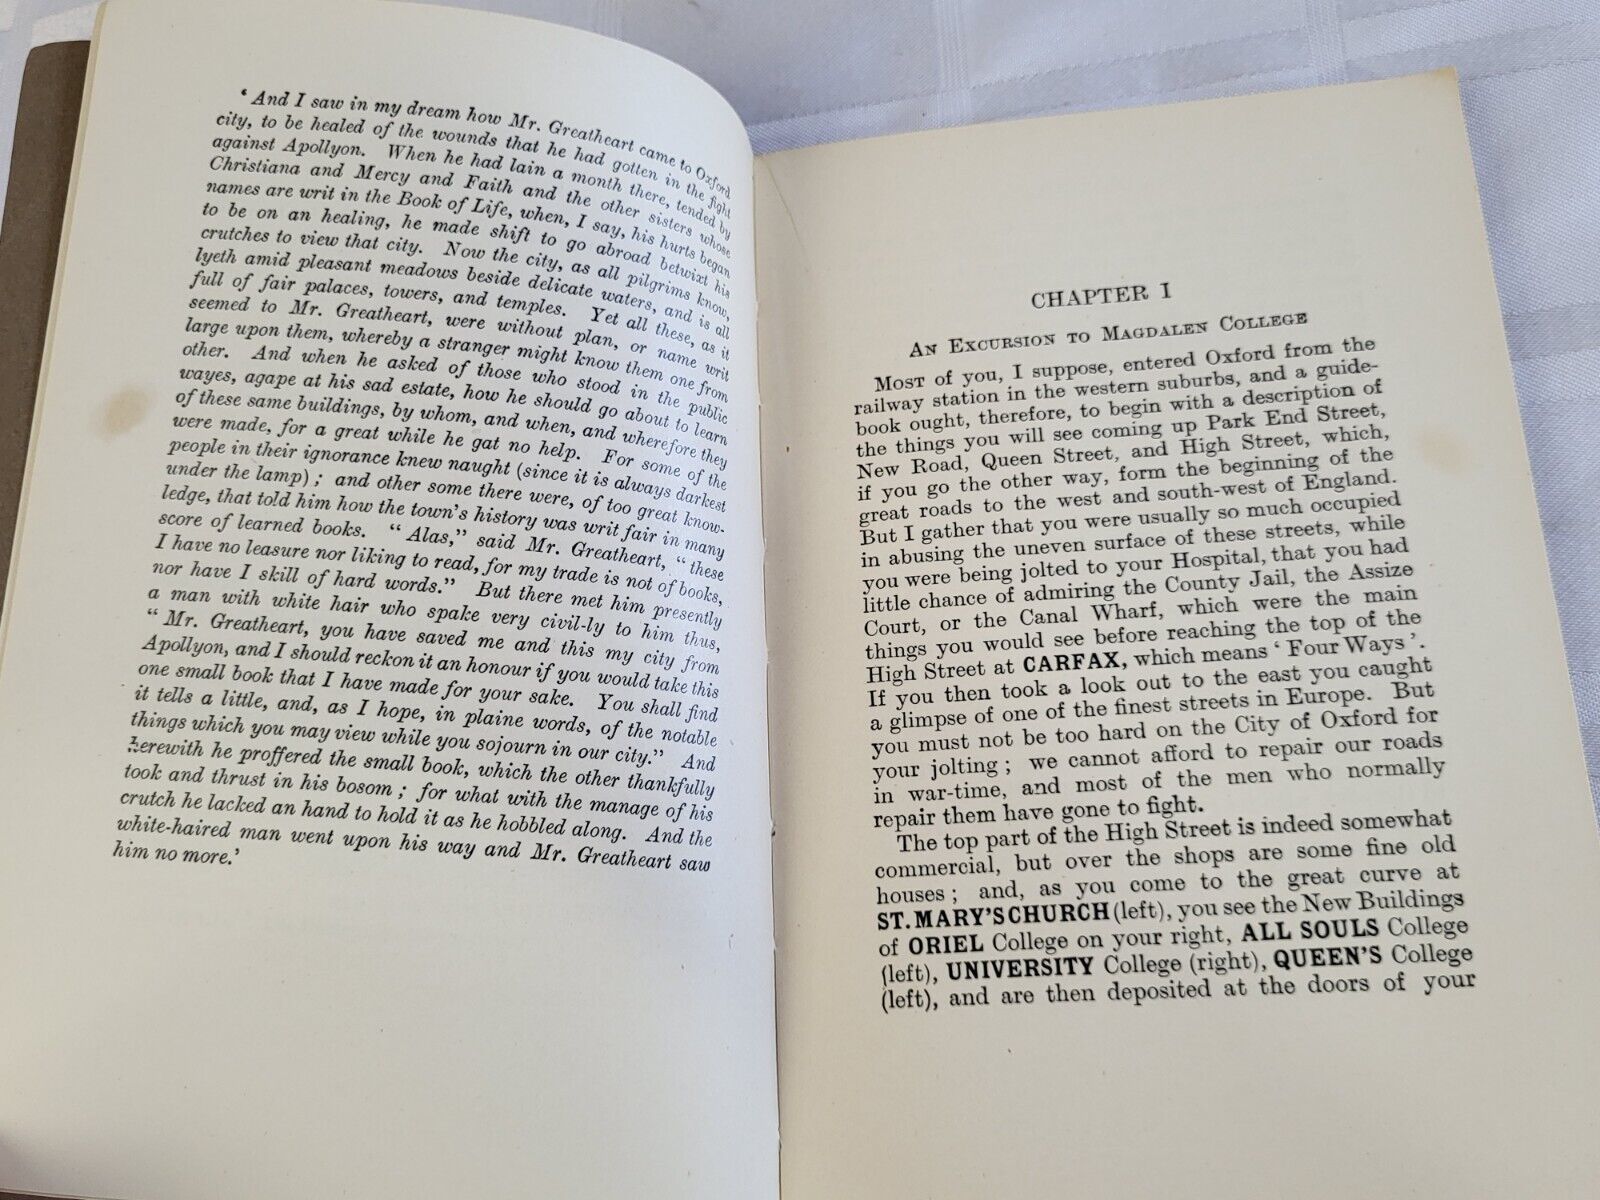 ‘ And I saw in my dream how Mr. Greatheart came to Oxford
city, to be healed of the wounds that he had gotten in the fight
against Apollyon. When he had lain a month there, tended by
Christiana and Mercy and Faith and the other sisters whose
names are writ in the Book of Life, when, I say, his hurts began
to be on an healing, he made shift to go abroad betwixt his
crutches to view that city. Now the city, as all pilgrims know,
lyeth amid pleasant meadows beside delicate waters, and is all
full of fair palaces, towers, and temples. Yet all these, as it
seemed to Mr. Greatheart, were without plan, or name writ
large upon them, whereby a stranger might know them one from
other. And when he asked of those who stood in the public
wayes, agape at his sad estate, how he should go about to learn
of these same buildings, by whom, and when, and wherefore they
were made, for a great while he gat no help. For some of the
people in their ignorance knew naught (since it is always darkest
under the lamp) ; and other some there were, of too great know-
ledge, that told him how the town's history was writ fair in many
score of learned books. “ Alas,” said Mr. Greatheart, “ these
I have no leasure nor liking to read, for my trade is not of books,
nor have I skill of hard words.” But there met him presently
a man with white hair who spake very civil-ly to him thus,
“ Mr. Greatheart, you have saved me and this my city from
Apollyon, and I should reckon it an honour if you would take this
one small book that I have made for your sake. You shall find
it tells a little, and, as I hope, in plaine words, of the notable
things which you may view while you sojourn in our city.” And
herewith he proffered the small book, which the other thankfully
took and thrust in his bosom ; for what with the manage of his
crutch he lacked an hand to hold it as he hobbled along. And the
white-haired man went upon his way and Mr. Greatheart saw
him no more.’
CHAPTER I
An Excursion to Magdalen College
Most of you, I suppose, entered Oxford from the
railway station in the western suburbs, and a guide-
book ought, therefore, to begin with a description of
the things you will see coming up Park End Street,
New Road, Queen Street, and High Street, which,
if you go the other way, form the beginning of the
great roads to the west and south-west of England.
But I gather that you were usually so much occupied
in abusing the uneven surface of these streets, while
you were being jolted to your Hospital, that you had
little chance of admiring the County Jail, the Assize
Court, or the Canal Wharf, which were the main
things you would see before reaching the top of the
High Street at CARFAX, which means ‘ Four Ways ’.
If you then took a look out to the east you caught
a glimpse of one of the finest streets in Europe. But
you must not be too hard on the City of Oxford for
your jolting ; we cannot afford to repair our roads
in war-time, and most of the men who normally
repair them have gone to fight.
The top part of the High Street is indeed somewhat
commercial, but over the shops are some fine old
houses ; and, as you come to the great curve at
ST. MARY'S CHURCH (left), you see the New Buildings
of ORIEL College on your right, ALL SOULS College
(left), UNIVERSITY College (right), QUEEN'S College
(left), and are then deposited at the doors of your